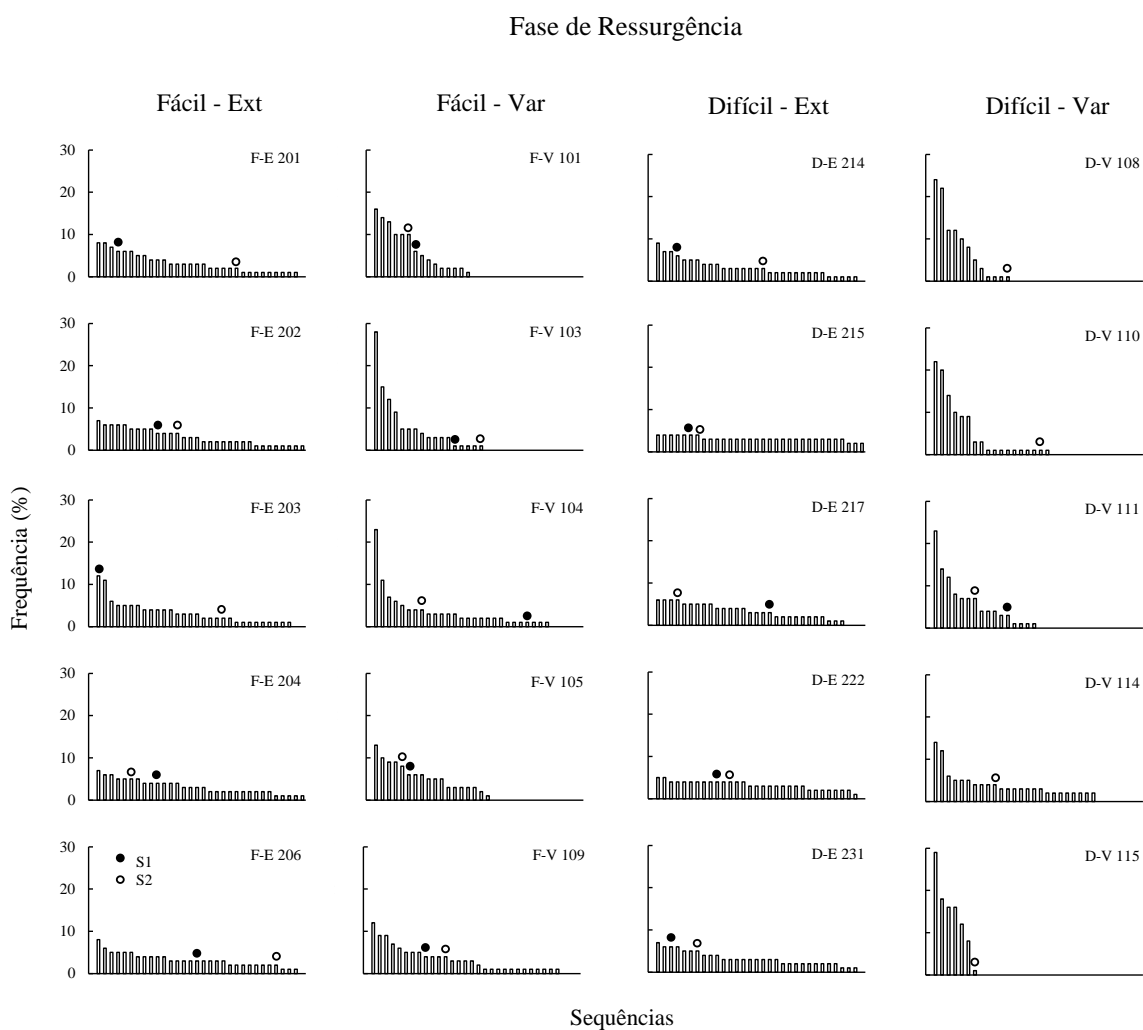 Fase de Ressurgência
Fácil - Ext
Fácil - Var
Difícil - Ext
Difícil - Var
30
20
10
0
F-E 201
F-V 101
D-E 214
D-V 108
30
20
10
0
F-E 202
F-V 103
D-E 215
D-V 110
30
20
10
0
F-E 203
F-V 104
D-E 217
D-V 111
30
20
10
0
F-E 204
F-V 105
D-E 222
D-V 114
30
20
10
0
S1
S2
F-E 206
F-V 109
D-E 231
D-V 115
Frequência (%)
Sequências